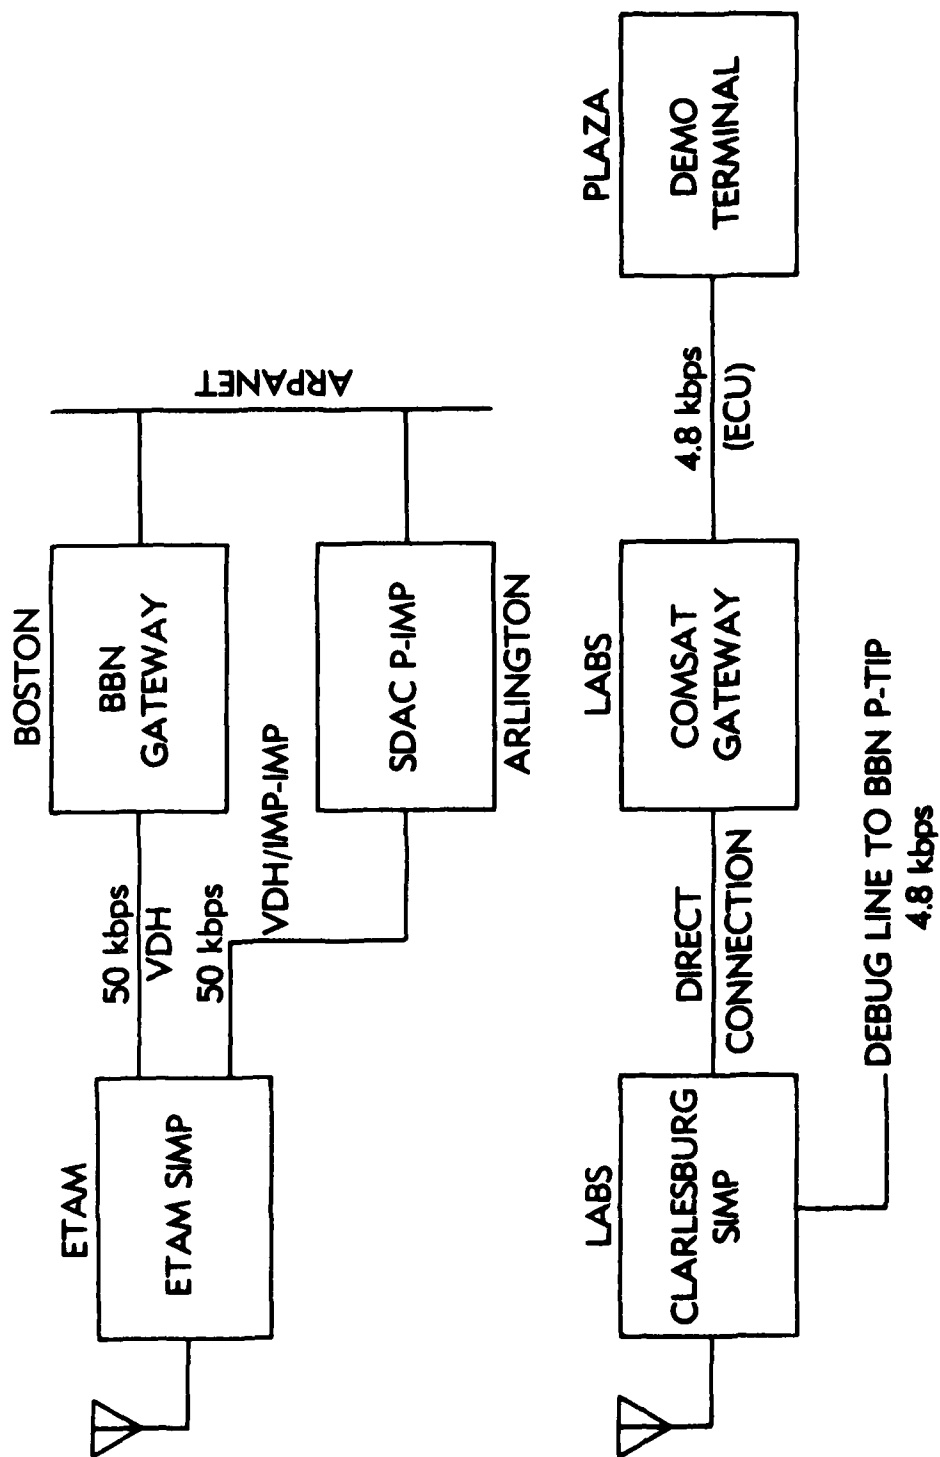 ETAM
ETAM SIMP
50 kbps
VDH
50 kbps
VDH/IMP-IMP
BOSTON
BBN
GATEWAY
SDAC P-IMP
ARLINGTON
ARPANET
LABS
CLARLESBURG
SIMP
DIRECT
CONNECTION
DEBUG LINE TO BBN P-TIP
4.8 kbps
LABS
COMSAT
GATEWAY
4.8 kbps
(ECU)
PLAZA
DEMO
TERMINAL